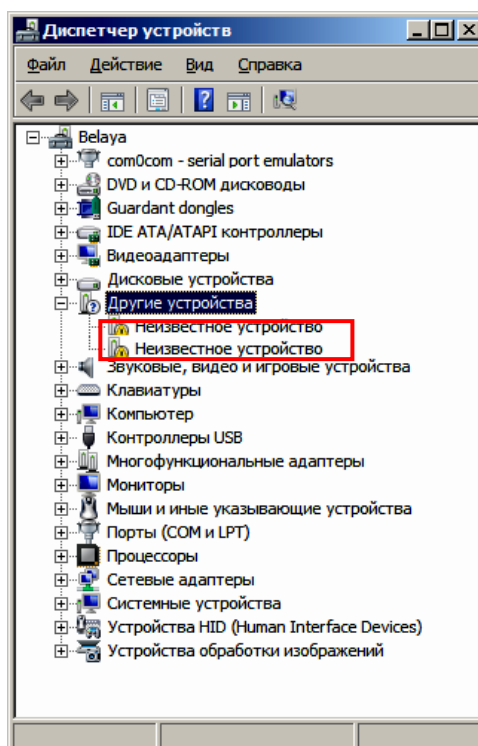 Диспетчер устройств
Файл Действие Вид Справка
Belaya
com0com - serial port emulators
DVD и CD-ROM дисководы
Guardant dongles
IDE ATA/ATAPI контроллеры
Видеоадаптеры
Дисковые устройства
Другие устройства
Неизвестное устройство
Неизвестное устройство
Звуковые, видео и игровые устройства
Клавиатуры
Компьютер
Контроллеры USB
Многофункциональные адаптеры
Мониторы
Мыши и иные указывающие устройства
Порты (COM и LPT)
Процессоры
Сетевые адаптеры
Системные устройства
Устройства HID (Human Interface Devices)
Устройства обработки изображений